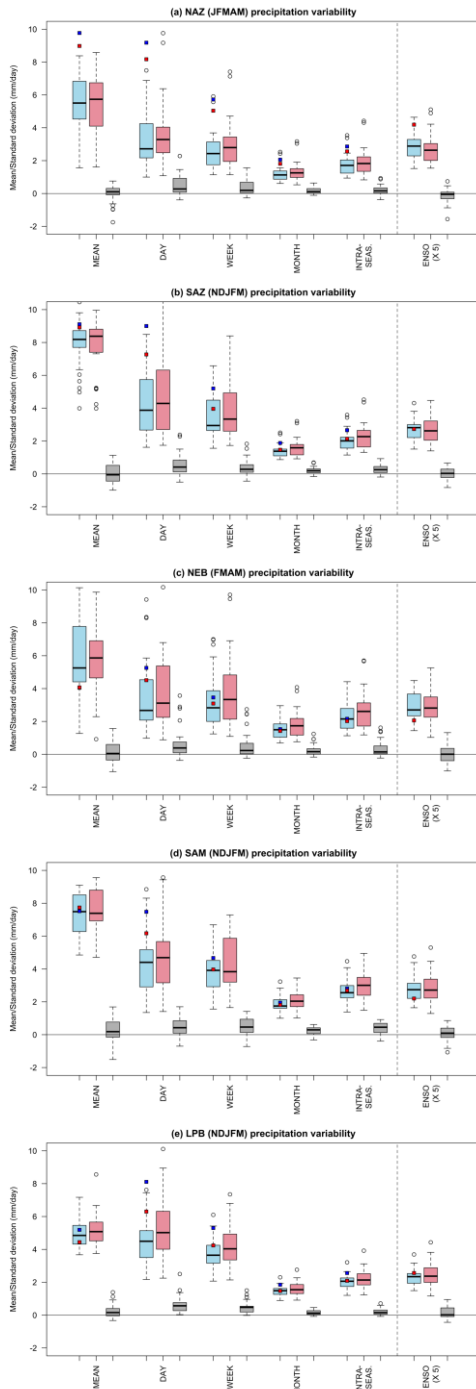 (a) NAZ (JFMAM) precipitation variability
Mean/Standard deviation (mm/day)
10
8
6
4
2
0
-2
MEAN
DAY
WEEK
MONTH
INTRA-
SEAS.
ENSO
(X 5)
(b) SAZ (NDJFM) precipitation variability
Mean/Standard deviation (mm/day)
10
8
6
4
2
0
-2
MEAN
DAY
WEEK
MONTH
INTRA-
SEAS.
ENSO
(X 5)
(c) NEB (FMAM) precipitation variability
Mean/Standard deviation (mm/day)
10
8
6
4
2
0
-2
MEAN
DAY
WEEK
MONTH
INTRA-
SEAS.
ENSO
(X 5)
(d) SAM (NDJFM) precipitation variability
Mean/Standard deviation (mm/day)
10
8
6
4
2
0
-2
MEAN
DAY
WEEK
MONTH
INTRA-
SEAS.
ENSO
(X 5)
(e) LPB (NDJFM) precipitation variability
Mean/Standard deviation (mm/day)
10
8
6
4
2
0
-2
MEAN
DAY
WEEK
MONTH
INTRA-
SEAS.
ENSO
(X 5)